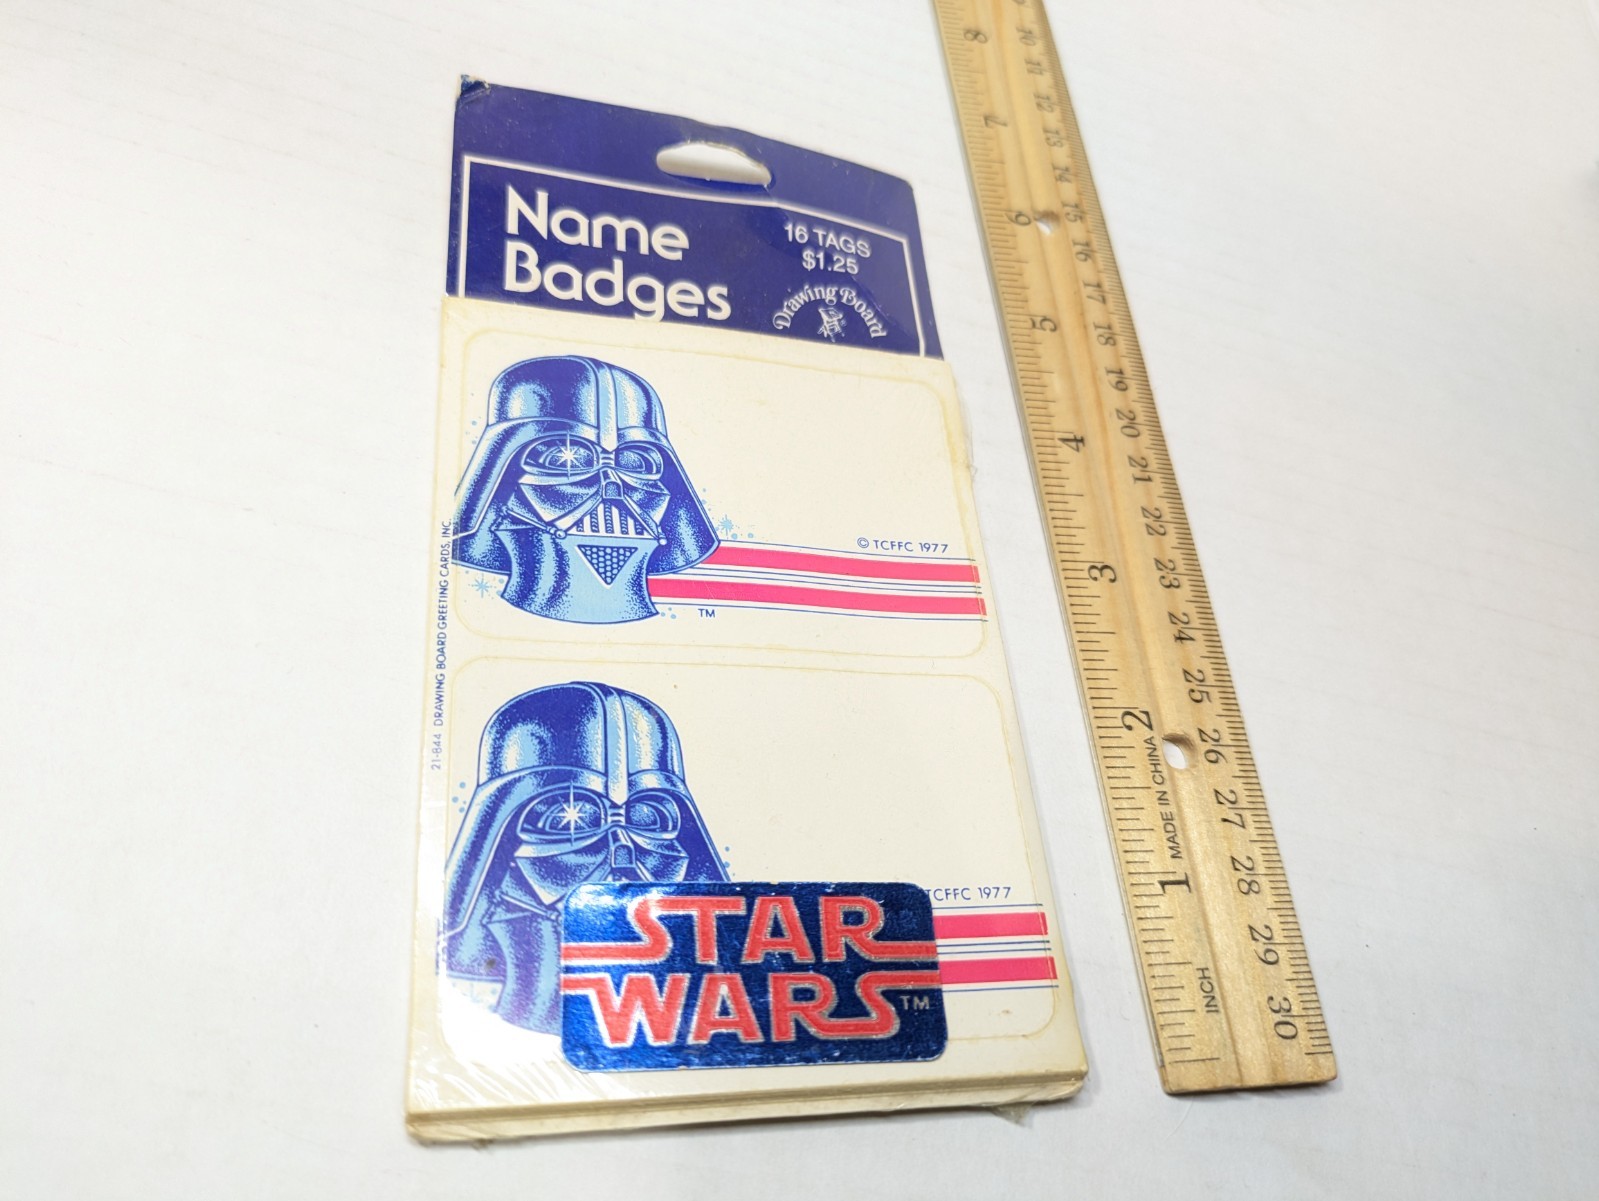 Name
Badges
16 TAGS
$1.25
Drawing Board
© TCFFC 1977
TM
21-844 DRAWING BOARD GREETING CARDS, INC.
TCFFC 1977
STAR
WARS™
8
7
6
5
4
3
2
1
INCH
MADE IN CHINA
10
11
12
13
14
15
16
17
18
19
20
21
22
23
24
25
26
27
28
29
30